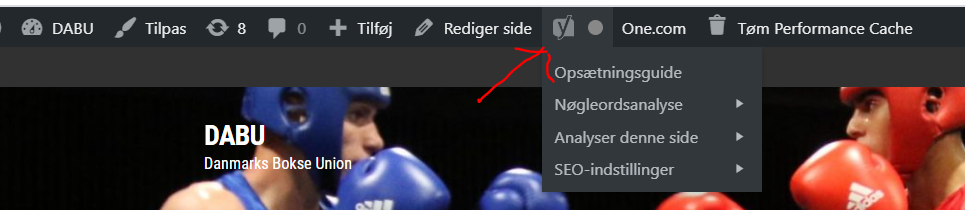 DABU Tilpas 8 0 Tilføj Rediger side One.com Tøm Performance Cache
Opsætningsguide
Nøgleordsanalyse
Analyser denne side
SEO-indstillinger
DABU
Danmarks Bokse Union
adidas